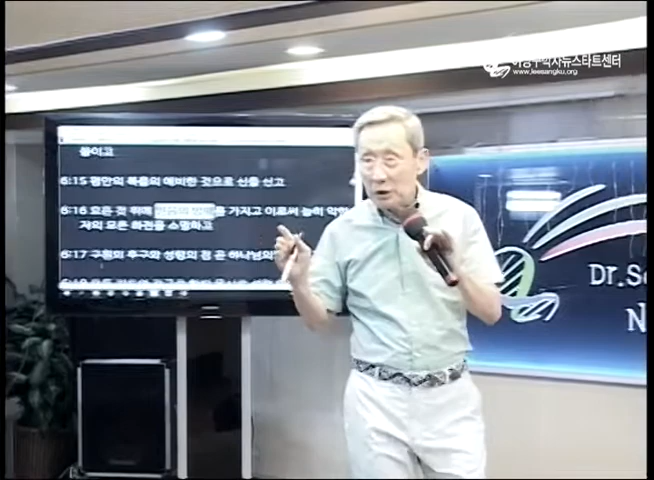 이상구박사뉴스타트센터
www.leesangku.org
들이고
6:15 평안의 복음의 예비한 것으로 신을 신고
6:16 모든 것 위에 믿음의 방패를 가지고 이로써 능히 악한
자의 모든 화전을 소멸하고
6:17 구원의 투구와 성령의 검 곧 하나님의
Dr.Sa
N